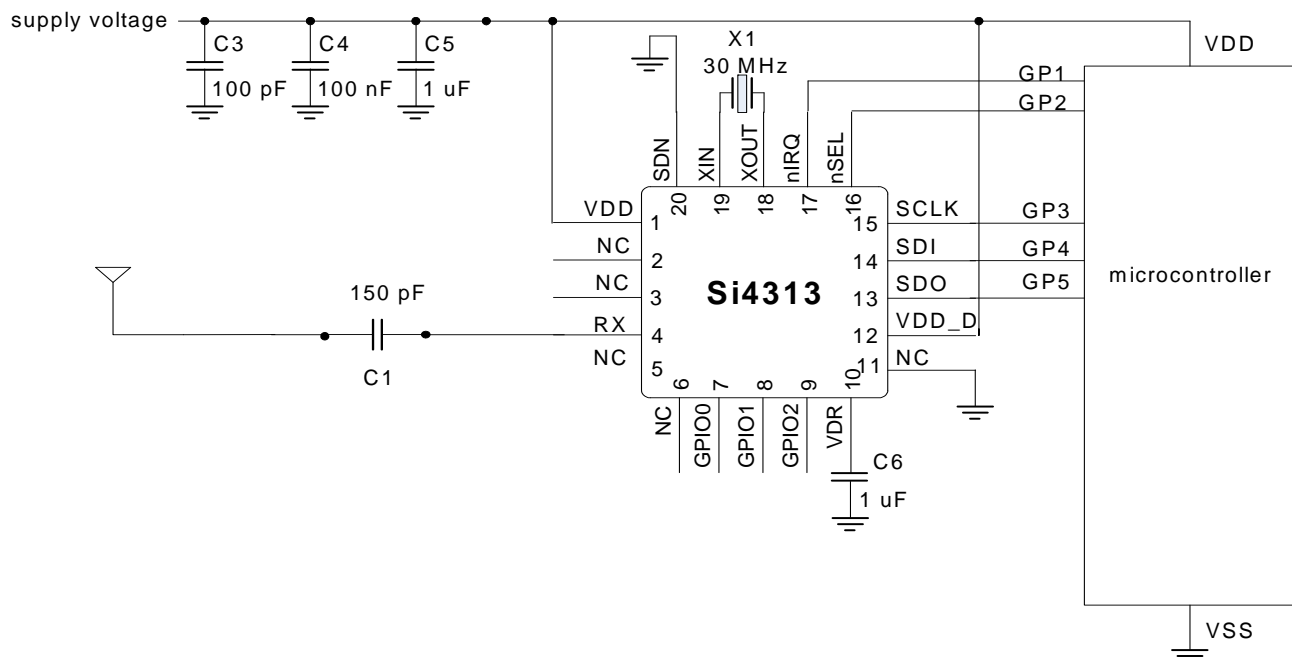 supply voltage
C3
100 pF
C4
100 nF
C5
1 uF
X1
30 MHz
VDD
GP1
GP2
SDN
XIN
XOUT
nIRQ
nSEL
20
19
18
17
16
VDD
1
NC
2
NC
3
RX
4
NC
5
Si4313
15
SCLK
GP3
14
SDI
GP4
13
SDO
GP5
12
VDD_D
11
NC
microcontroller
150 pF
C1
6
7
8
9
10
NC
GPIO0
GPIO1
GPIO2
VDR
C6
1 uF
VSS